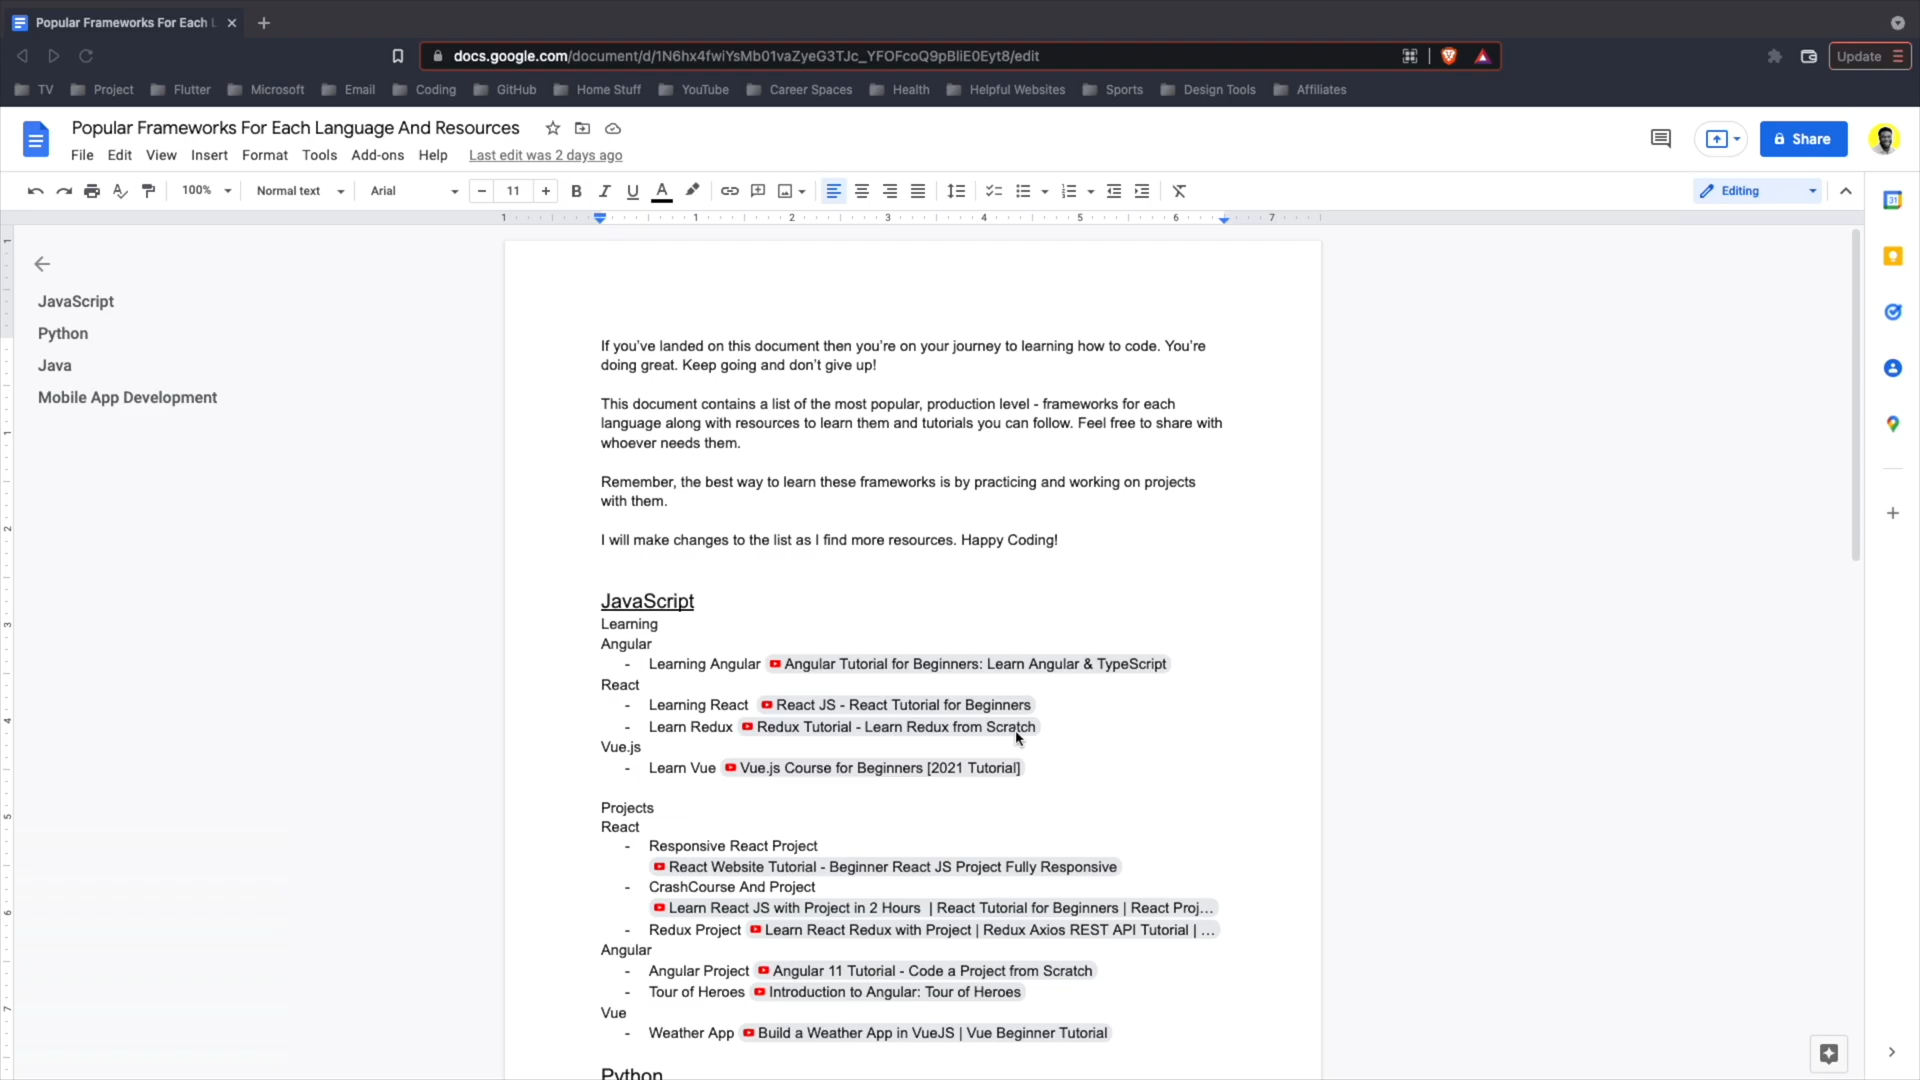 Popular Frameworks For Each L
docs.google.com/document/d/1N6hx4fwiYsMb01vaZyeG3TJc_YFOFcoQ9pBliE0Eyt8/edit
Update
TV Project Flutter Microsoft Email Coding GitHub Home Stuff YouTube Career Spaces Health Helpful Websites Sports Design Tools Affiliates
Popular Frameworks For Each Language And Resources
Share
File Edit View Insert Format Tools Add-ons Help Last edit was 2 days ago
100% Normal text Arial 11 Editing
1 1 2 3 4 5 6 7
JavaScript
Python
Java
Mobile App Development
If you’ve landed on this document then you’re on your journey to learning how to code. You’re
doing great. Keep going and don’t give up!
This document contains a list of the most popular, production level - frameworks for each
language along with resources to learn them and tutorials you can follow. Feel free to share with
whoever needs them.
Remember, the best way to learn these frameworks is by practicing and working on projects
with them.
I will make changes to the list as I find more resources. Happy Coding!
JavaScript
Learning
Angular
- Learning Angular Angular Tutorial for Beginners: Learn Angular & TypeScript
React
- Learning React React JS - React Tutorial for Beginners
- Learn Redux Redux Tutorial - Learn Redux from Scratch
Vue.js
- Learn Vue Vue.js Course for Beginners [2021 Tutorial]
Projects
React
- Responsive React Project
React Website Tutorial - Beginner React JS Project Fully Responsive
- CrashCourse And Project
Learn React JS with Project in 2 Hours | React Tutorial for Beginners | React Proj...
- Redux Project Learn React Redux with Project | Redux Axios REST API Tutorial | ...
Angular
- Angular Project Angular 11 Tutorial - Code a Project from Scratch
- Tour of Heroes Introduction to Angular: Tour of Heroes
Vue
- Weather App Build a Weather App in VueJS | Vue Beginner Tutorial
Python